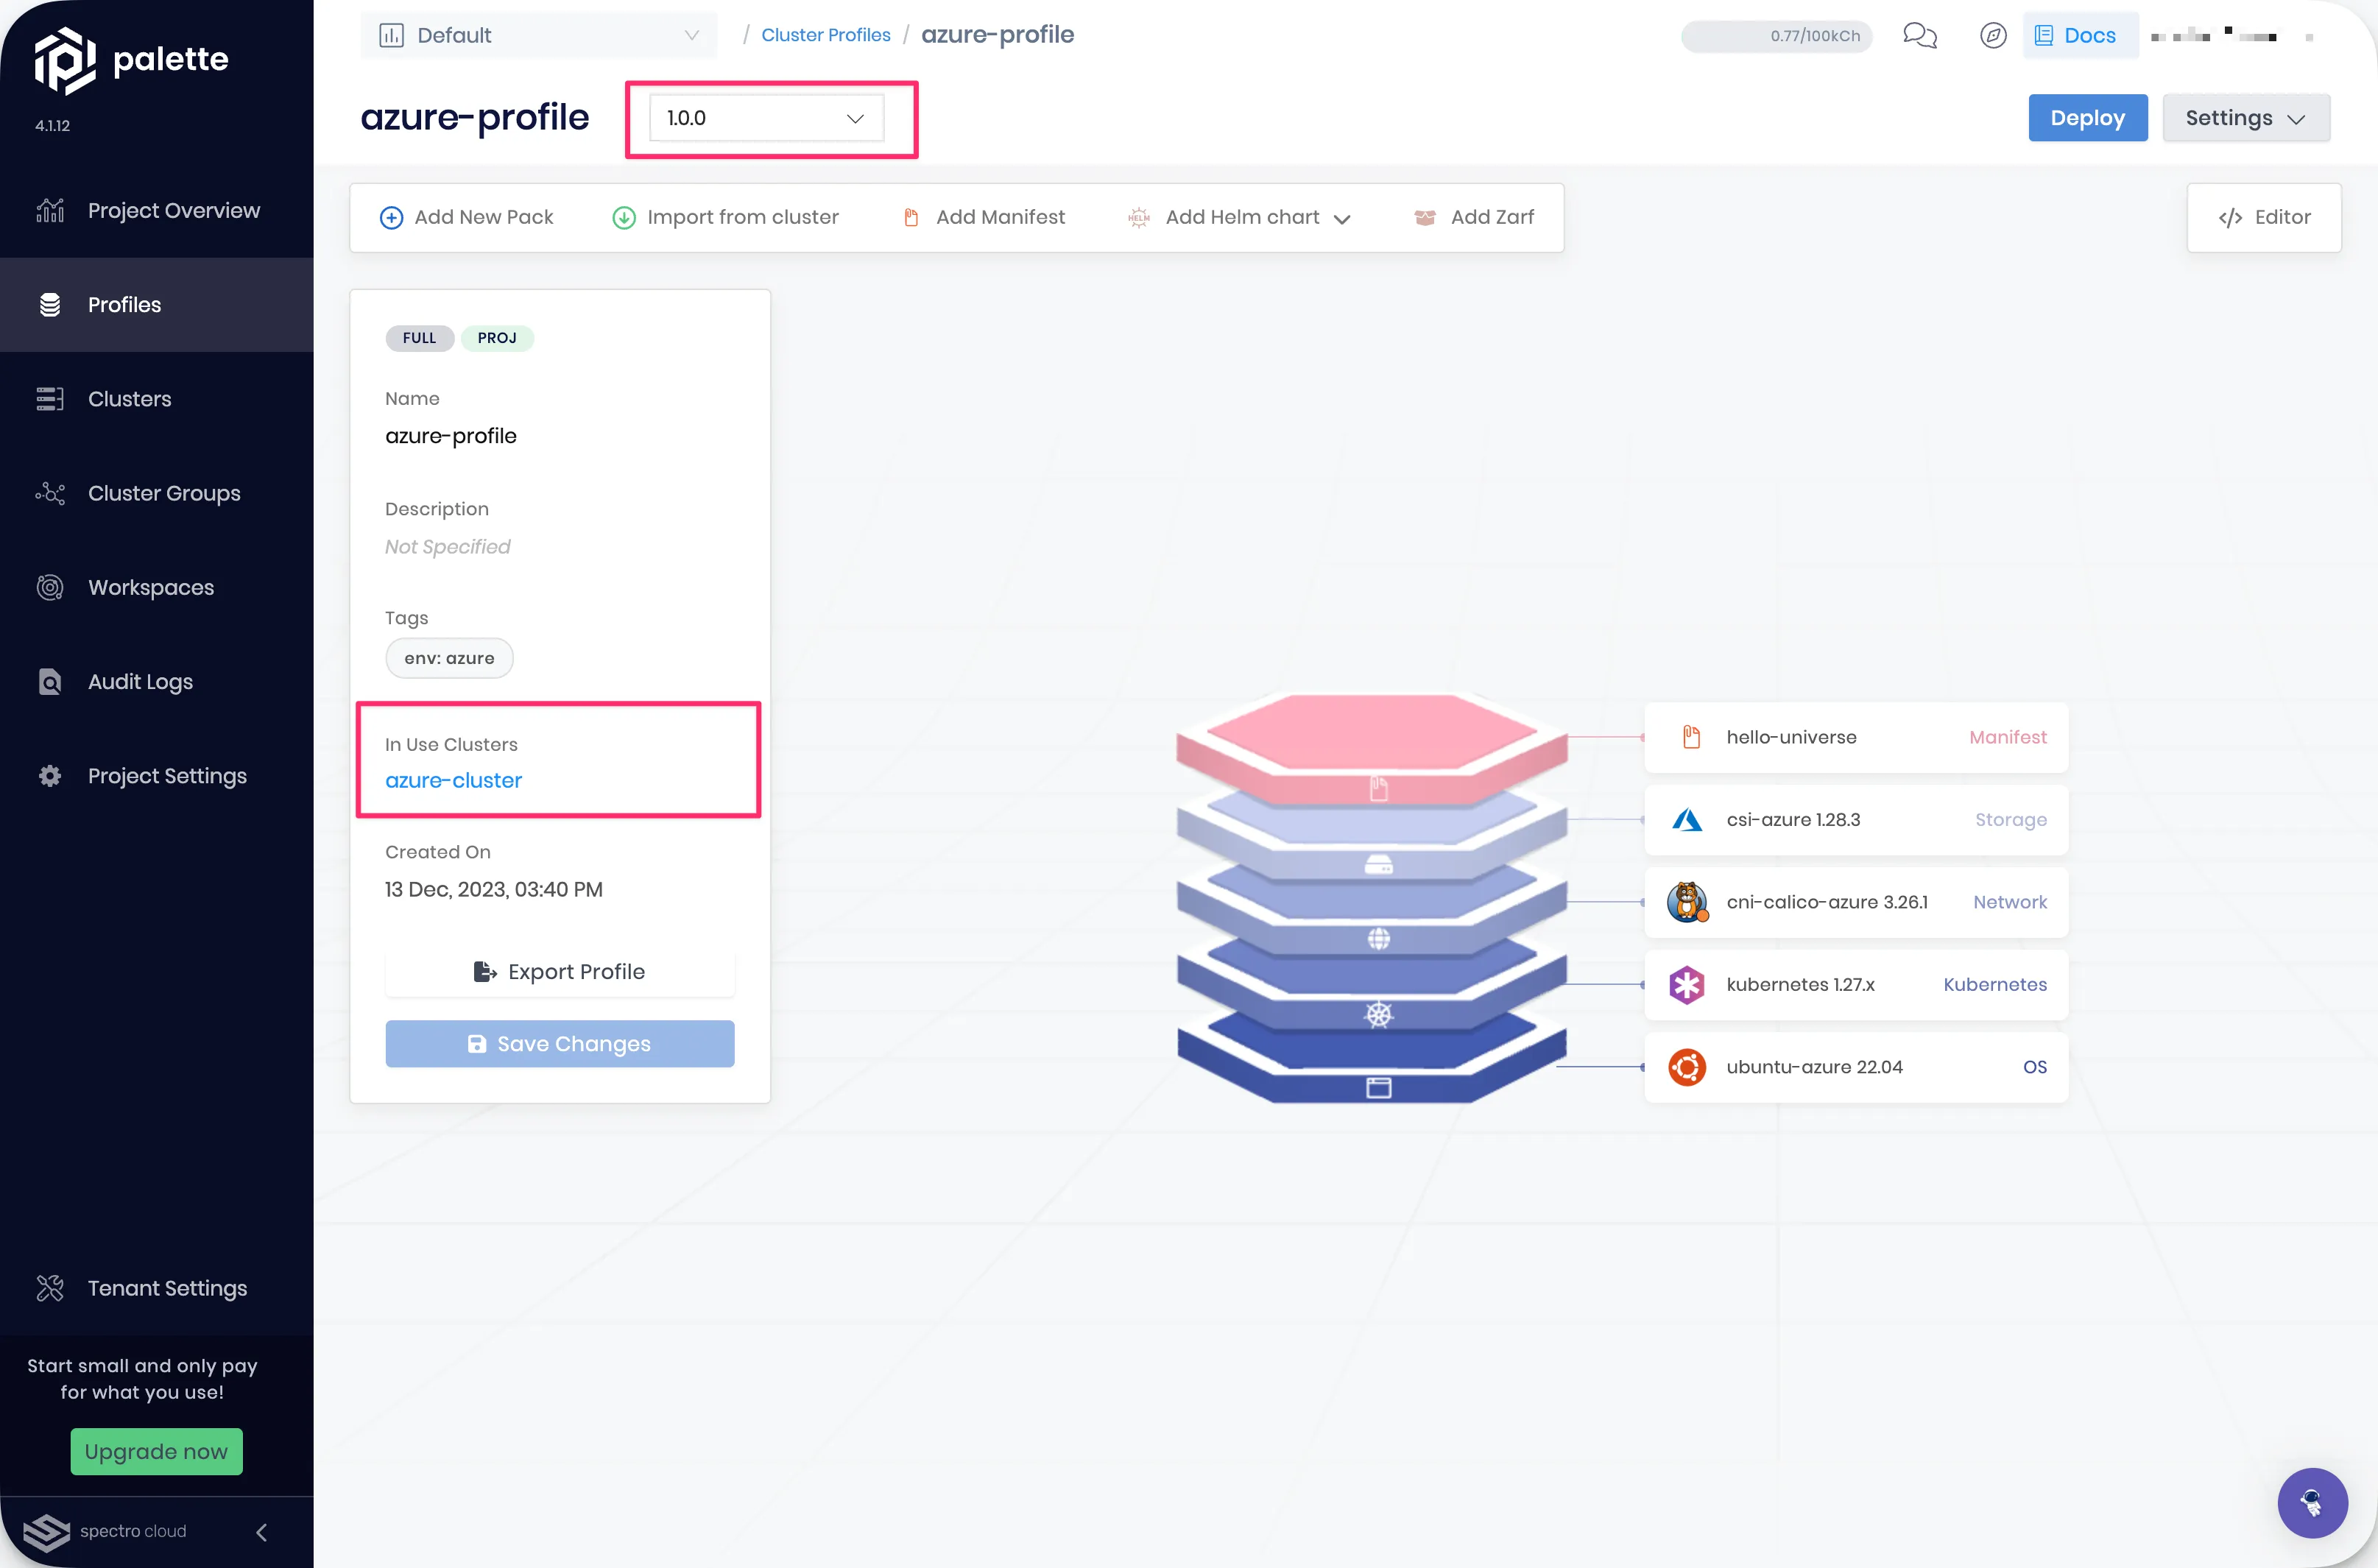 palette
4.1.12
Project Overview
Profiles
Clusters
Cluster Groups
Workspaces
Audit Logs
Project Settings
Tenant Settings
Start small and only pay
for what you use!
Upgrade now
spectro cloud
Default
/ Cluster Profiles / azure-profile
0.77/100kCh
Docs
azure-profile
1.0.0
Deploy
Settings
Add New Pack
Import from cluster
Add Manifest
HELM Add Helm chart
Add Zarf
Editor
FULL PROJ
Name
azure-profile
Description
Not Specified
Tags
env: azure
In Use Clusters
azure-cluster
Created On
13 Dec, 2023, 03:40 PM
Export Profile
Save Changes
hello-universe Manifest
csi-azure 1.28.3 Storage
cni-calico-azure 3.26.1 Network
kubernetes 1.27.x Kubernetes
ubuntu-azure 22.04 OS